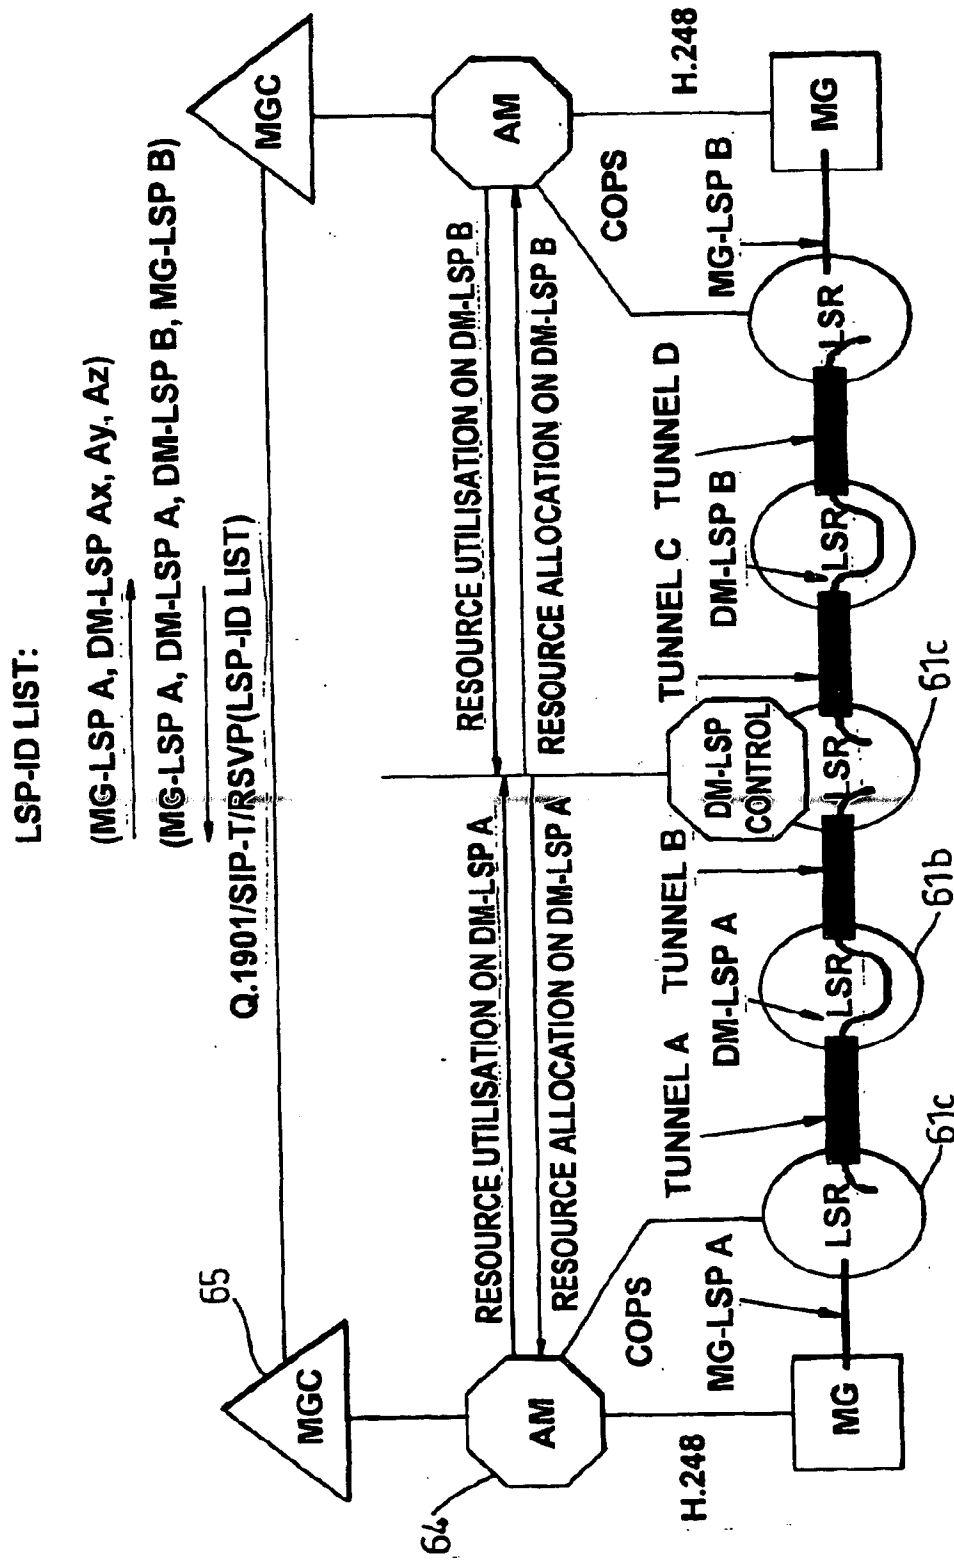 LSP-ID LIST:
(MG-LSP A, DM-LSP Ax, Ay, Az)
(MG-LSP A, DM-LSP A, DM-LSP B, MG-LSP B)
Q.1901/SIP-T/RSVP(LSP-ID LIST)
65
MGC
MGC
RESOURCE UTILISATION ON DM-LSP A
RESOURCE UTILISATION ON DM-LSP B
64
AM
AM
RESOURCE ALLOCATION ON DM-LSP A
RESOURCE ALLOCATION ON DM-LSP B
COPS
COPS
H.248
H.248
TUNNEL A
TUNNEL B
TUNNEL C
TUNNEL D
MG-LSP A
DM-LSP A
DM-LSP
CONTROL
DM-LSP B
MG-LSP B
MG
LSR
LSR
LSR
LSR
LSR
MG
61c
61b
61c